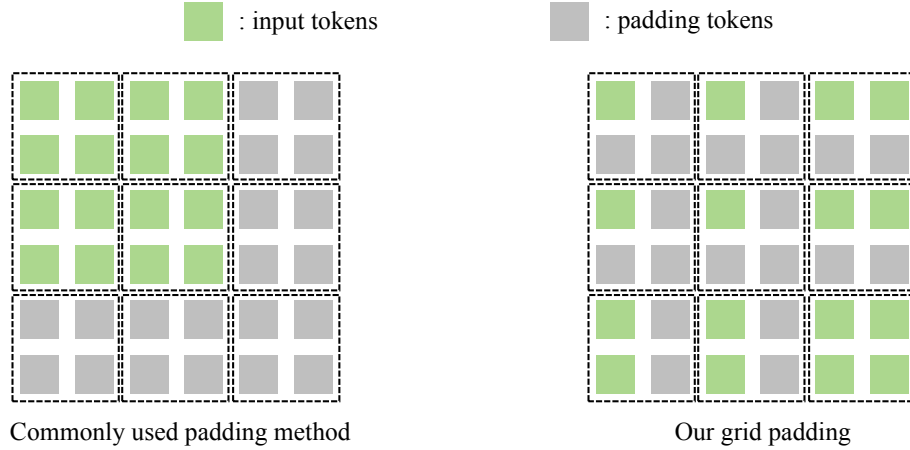 : input tokens
: padding tokens
Commonly used padding method
Our grid padding